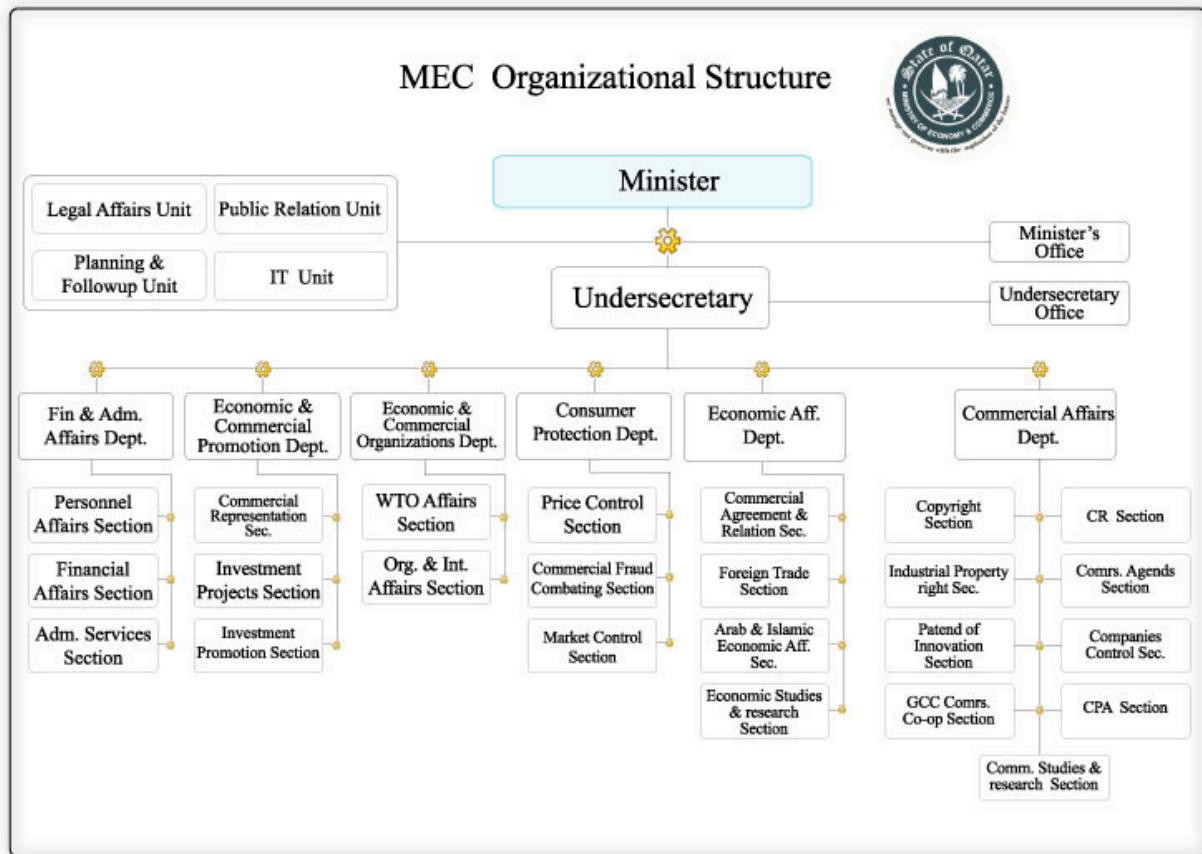 MEC Organizational Structure
State of Qatar
MINISTRY OF ECONOMY & COMMERCE
Minister
Legal Affairs Unit
Public Relation Unit
Planning &
Followup Unit
IT Unit
Minister's
Office
Undersecretary
Undersecretary
Office
Fin & Adm.
Affairs Dept.
Economic &
Commercial
Promotion Dept.
Economic &
Commercial
Organizations Dept.
Consumer
Protection Dept.
Economic Aff.
Dept.
Commercial Affairs
Dept.
Personnel
Affairs Section
Financial
Affairs Section
Adm. Services
Section
Commercial
Representation
Sec.
Investment
Projects Section
Investment
Promotion Section
WTO Affairs
Section
Org. & Int.
Affairs Section
Price Control
Section
Commercial Fraud
Combating Section
Market Control
Section
Commercial
Agreement &
Relation Sec.
Foreign Trade
Section
Arab & Islamic
Economic Aff.
Sec.
Economic Studies
& research
Section
Copyright
Section
CR Section
Industrial Property
right Sec.
Comrs. Agends
Section
Patend of
Innovation
Section
Companies
Control Sec.
GCC Comrs.
Co-op Section
CPA Section
Comm. Studies &
research Section